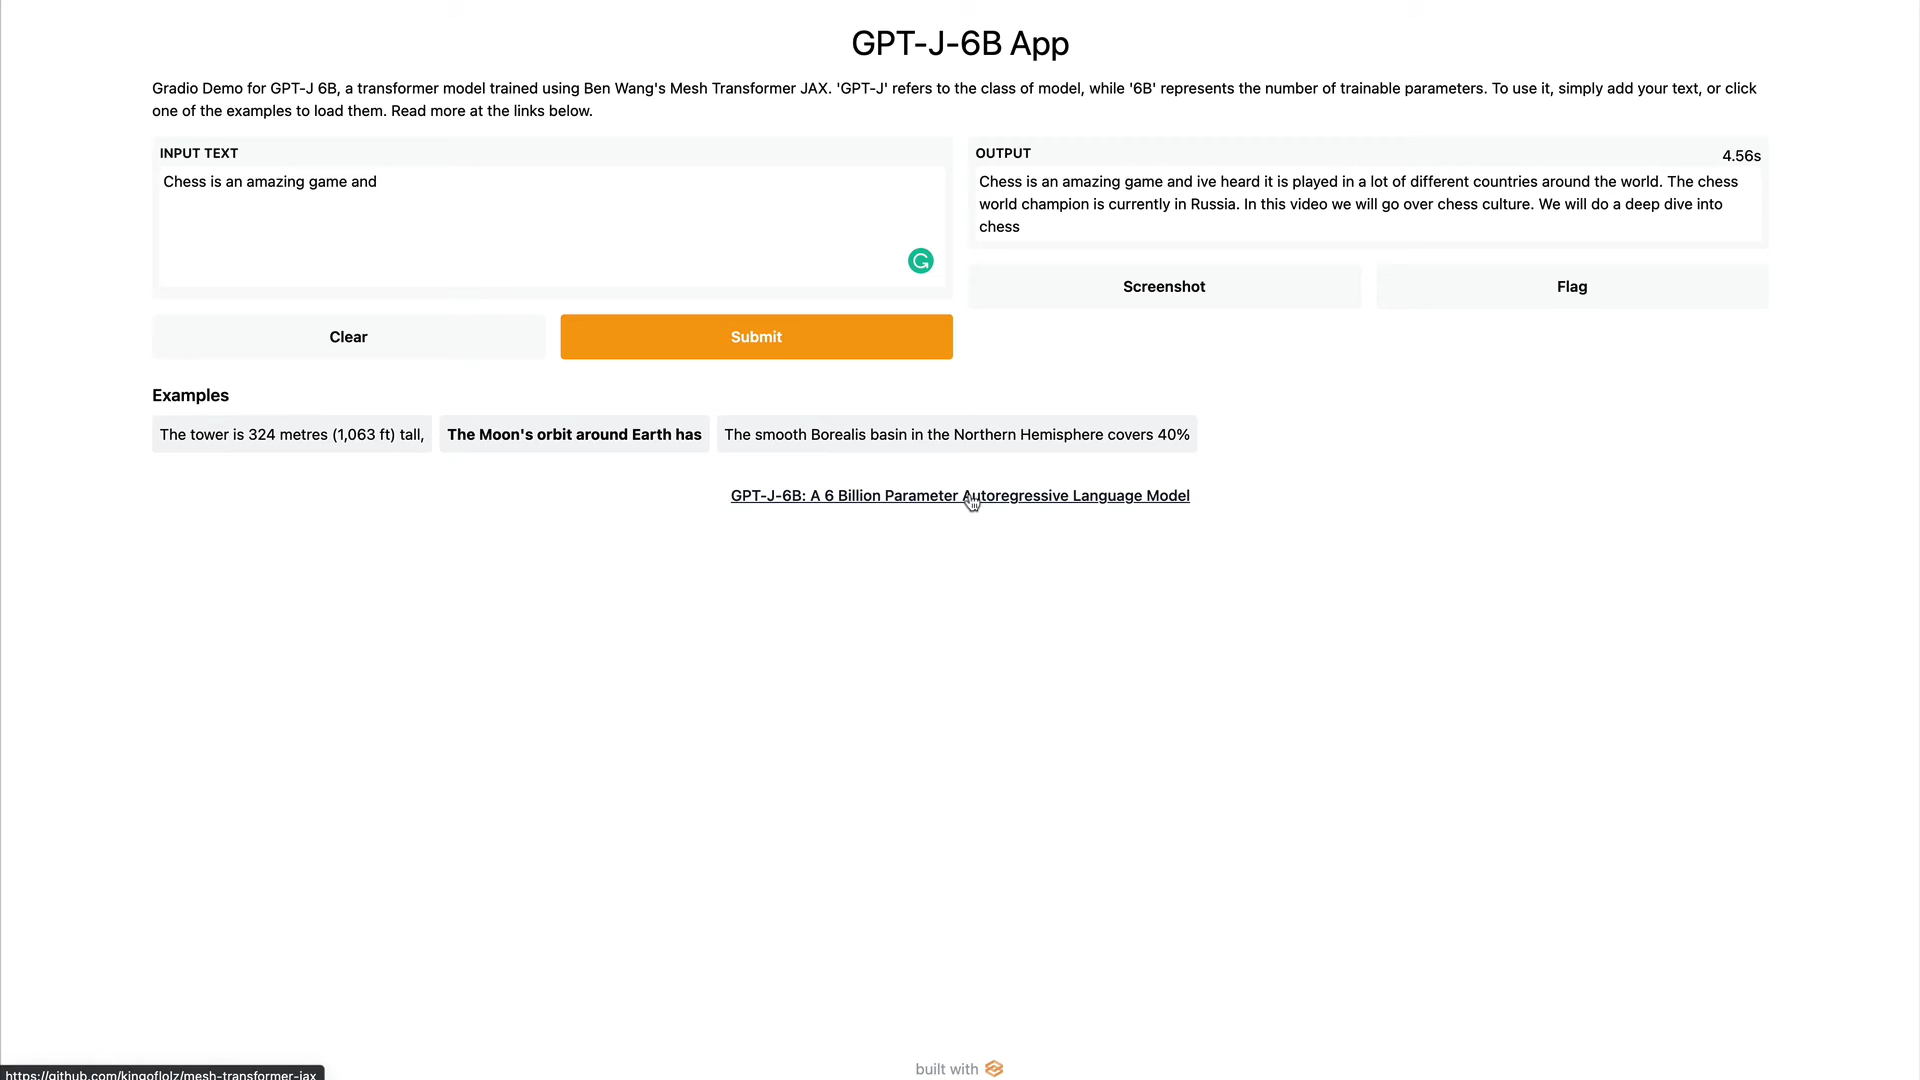 GPT-J-6B App
Gradio Demo for GPT-J 6B, a transformer model trained using Ben Wang's Mesh Transformer JAX. 'GPT-J' refers to the class of model, while '6B' represents the number of trainable parameters. To use it, simply add your text, or click
one of the examples to load them. Read more at the links below.
INPUT TEXT
Chess is an amazing game and
Clear
Submit
OUTPUT
4.56s
Chess is an amazing game and ive heard it is played in a lot of different countries around the world. The chess
world champion is currently in Russia. In this video we will go over chess culture. We will do a deep dive into
chess
Screenshot
Flag
Examples
The tower is 324 metres (1,063 ft) tall,
The Moon's orbit around Earth has
The smooth Borealis basin in the Northern Hemisphere covers 40%
GPT-J-6B: A 6 Billion Parameter Autoregressive Language Model
built with
https://github.com/kingoflolz/mesh-transformer-jax